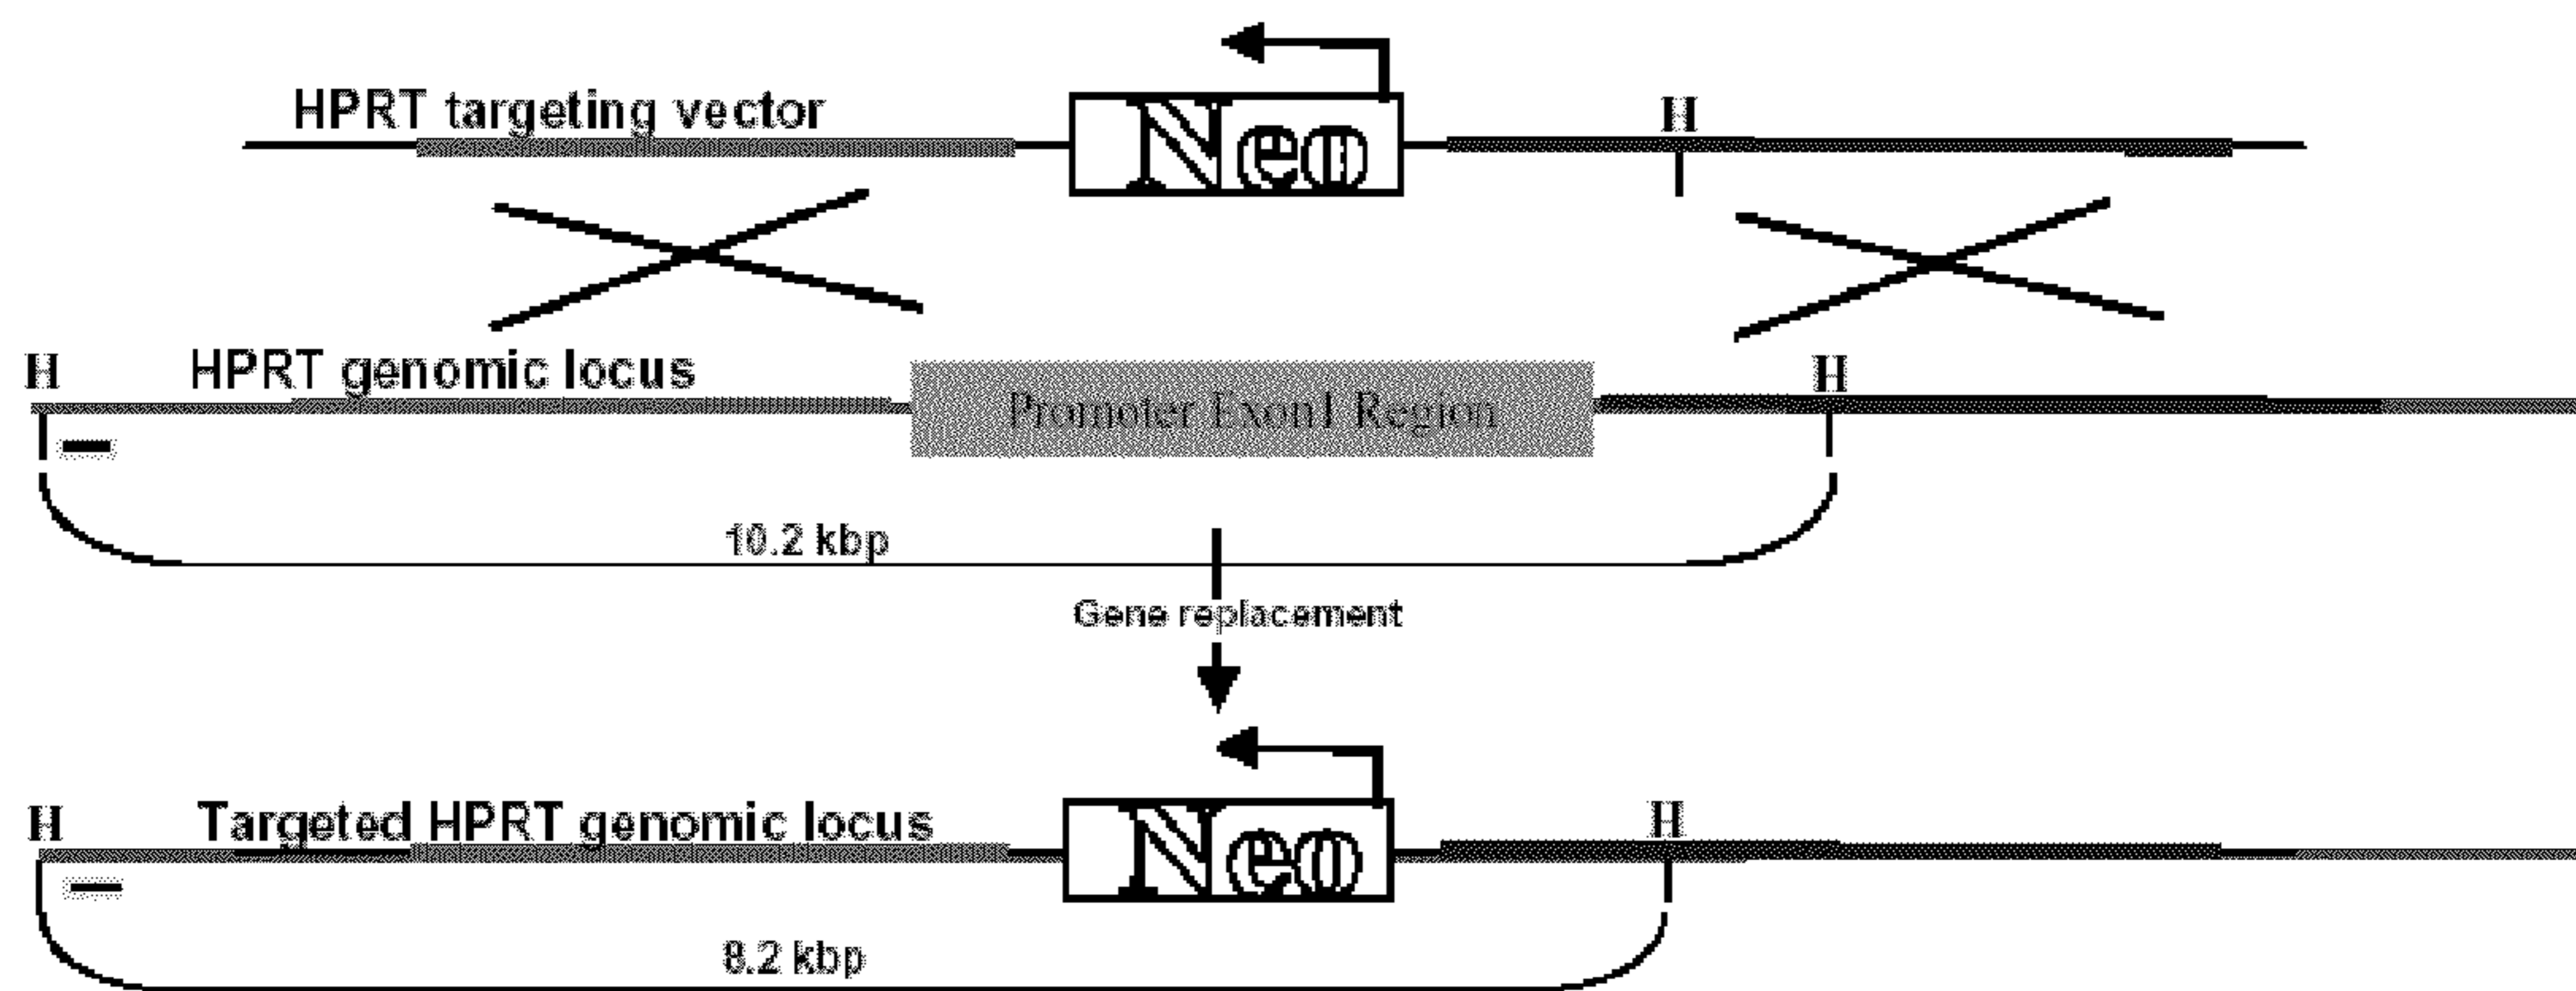 HPRT targeting vector
Neo
H
H
HPRT genomic locus
Promoter Exon1 Region
H
10.2 kbp
Gene replacement
H
Targeted HPRT genomic locus
Neo
H
8.2 kbp